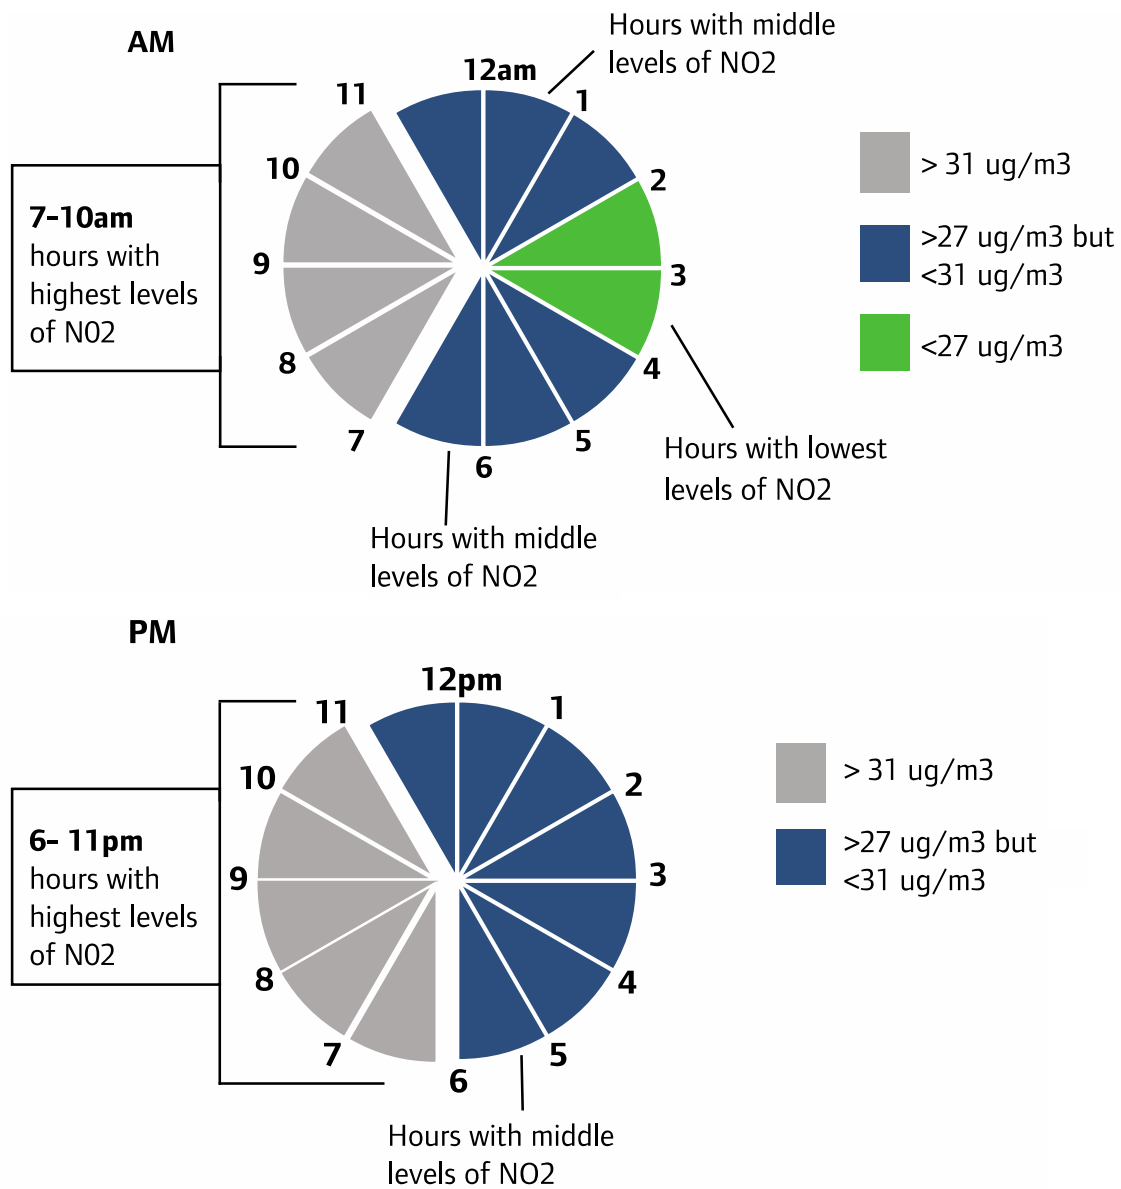 AM
Hours with middle
levels of NO2
12am
1
2
3
4
5
6
7
8
9
10
11
7-10am
hours with
highest levels
of N02
> 31 ug/m3
>27 ug/m3 but
<31 ug/m3
<27 ug/m3
Hours with lowest
levels of NO2
Hours with middle
levels of NO2
PM
12pm
1
2
3
4
5
6
7
8
9
10
11
6- 11pm
hours with
highest levels
of N02
> 31 ug/m3
>27 ug/m3 but
<31 ug/m3
Hours with middle
levels of NO2